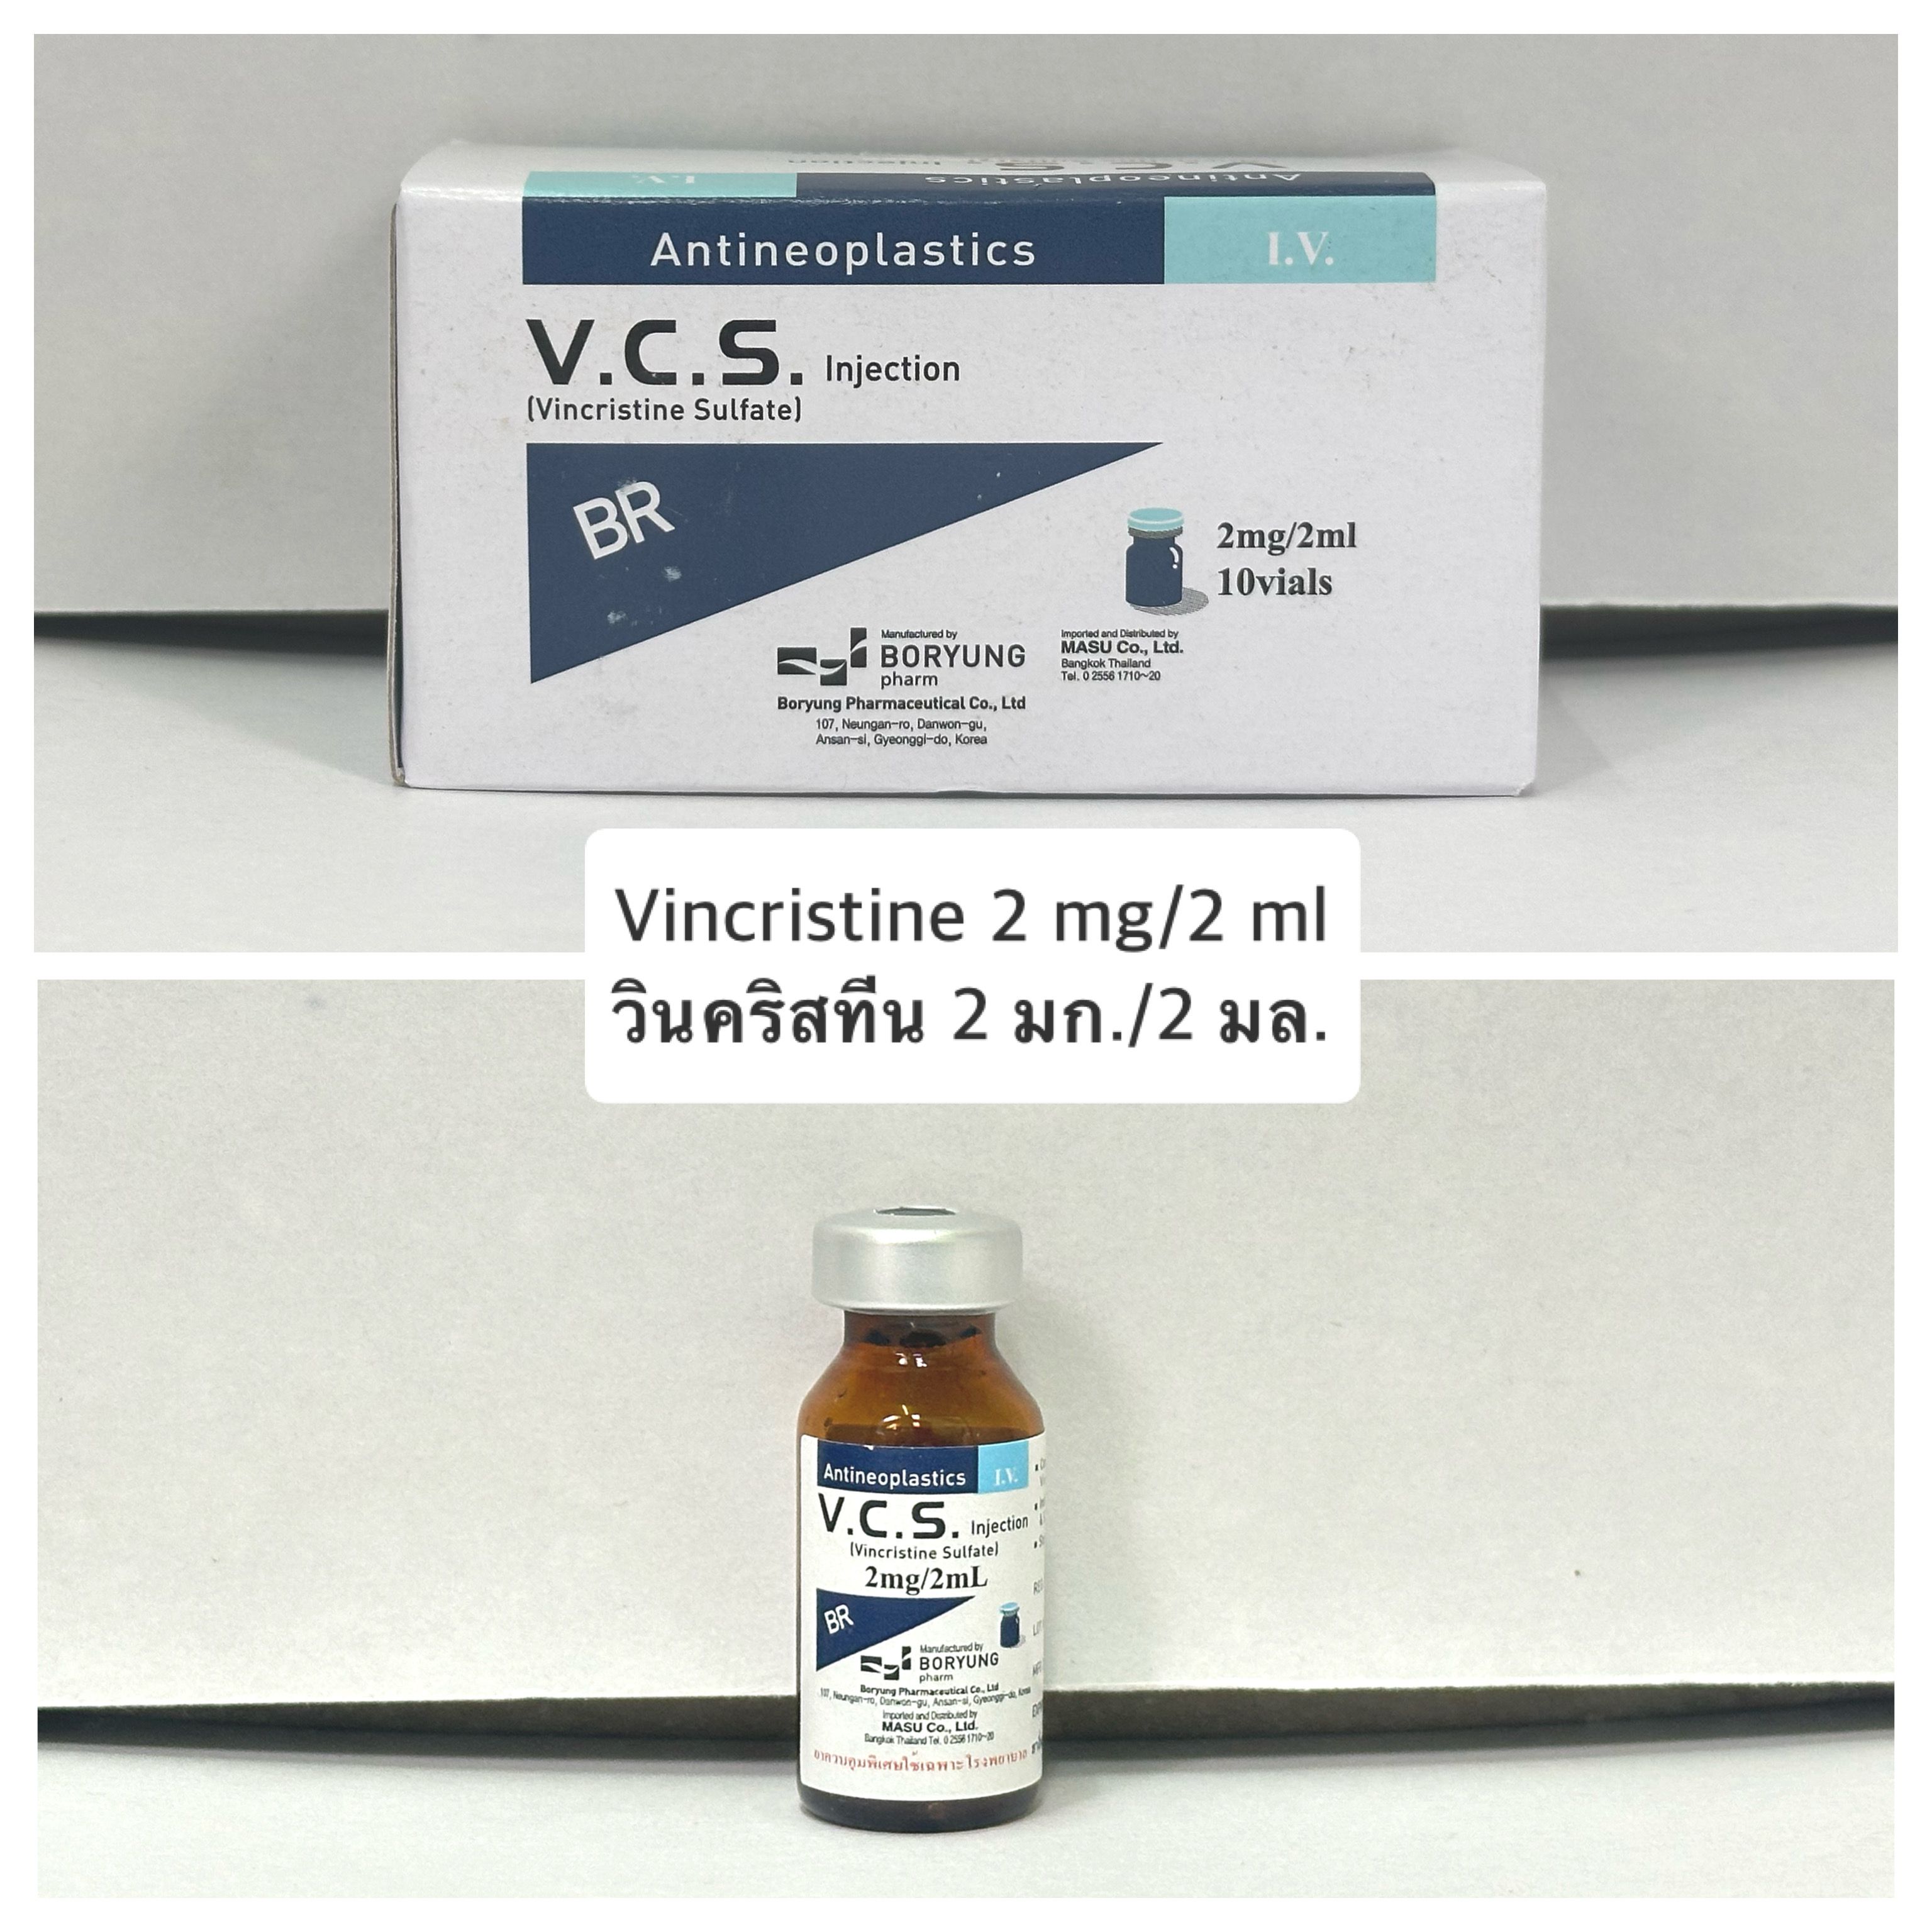 Antineoplastics
I.V.
V.C.S. Injection
(Vincristine Sulfate)
BR
2mg/2ml
10vials
Manufactured by
BORYUNG
pharm
Boryung Pharmaceutical Co., Ltd
107, Neungan-ro, Danwon-gu,
Ansan-si, Gyeonggi-do, Korea
Imported and Distributed by
MASU Co., Ltd.
Bangkok Thailand
Tel. 0 2556 1710~20
Vincristine 2 mg/2 ml
วินคริสทีน 2 มก./2 มล.
Antineoplastics
I.V.
V.C.S. Injection
(Vincristine Sulfate)
2mg/2mL
BR
Manufactured by
BORYUNG
pharm
Boryung Pharmaceutical Co., Ltd
107, Neungan-ro, Danwon-gu, Ansan-si, Gyeonggi-do, Korea
Imported and Distributed by
MASU Co., Ltd.
Bangkok Thailand Tel. 0 2556 1710~20
ยาควบคุมพิเศษใช้เฉพาะโรงพยาบาล